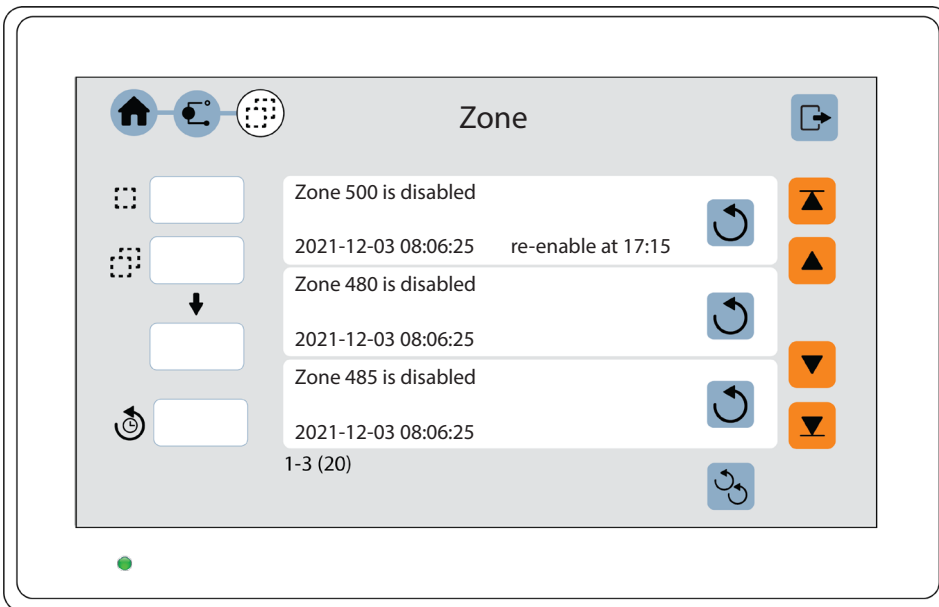 Zone
Zone 500 is disabled
2021-12-03 08:06:25 re-enable at 17:15
Zone 480 is disabled
2021-12-03 08:06:25
Zone 485 is disabled
2021-12-03 08:06:25
1-3 (20)